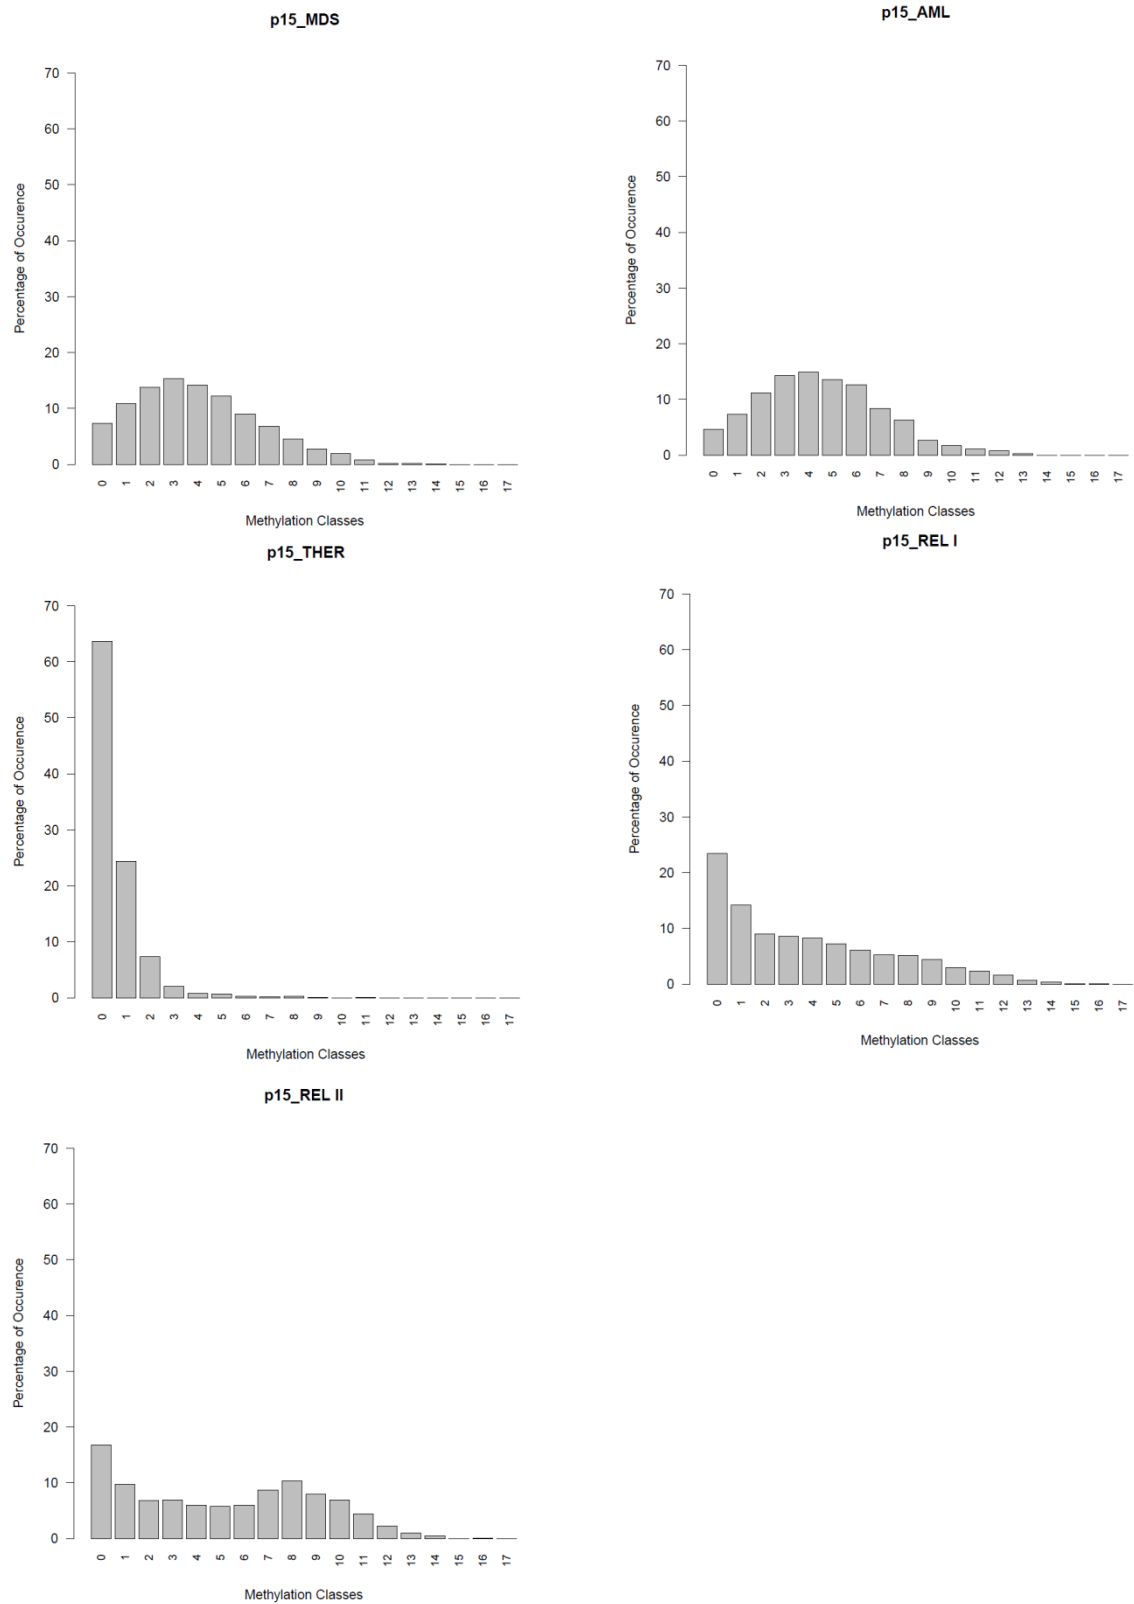 p15_MDS
70
60
50
40
30
20
10
0
Percentage of Occurence
0 1 2 3 4 5 6 7 8 9 10 11 12 13 14 15 16 17
Methylation Classes
p15_AML
70
60
50
40
30
20
10
0
Percentage of Occurence
0 1 2 3 4 5 6 7 8 9 10 11 12 13 14 15 16 17
Methylation Classes
p15_THER
70
60
50
40
30
20
10
0
Percentage of Occurence
0 1 2 3 4 5 6 7 8 9 10 11 12 13 14 15 16 17
Methylation Classes
p15_REL I
70
60
50
40
30
20
10
0
Percentage of Occurence
0 1 2 3 4 5 6 7 8 9 10 11 12 13 14 15 16 17
Methylation Classes
p15_REL II
70
60
50
40
30
20
10
0
Percentage of Occurence
0 1 2 3 4 5 6 7 8 9 10 11 12 13 14 15 16 17
Methylation Classes